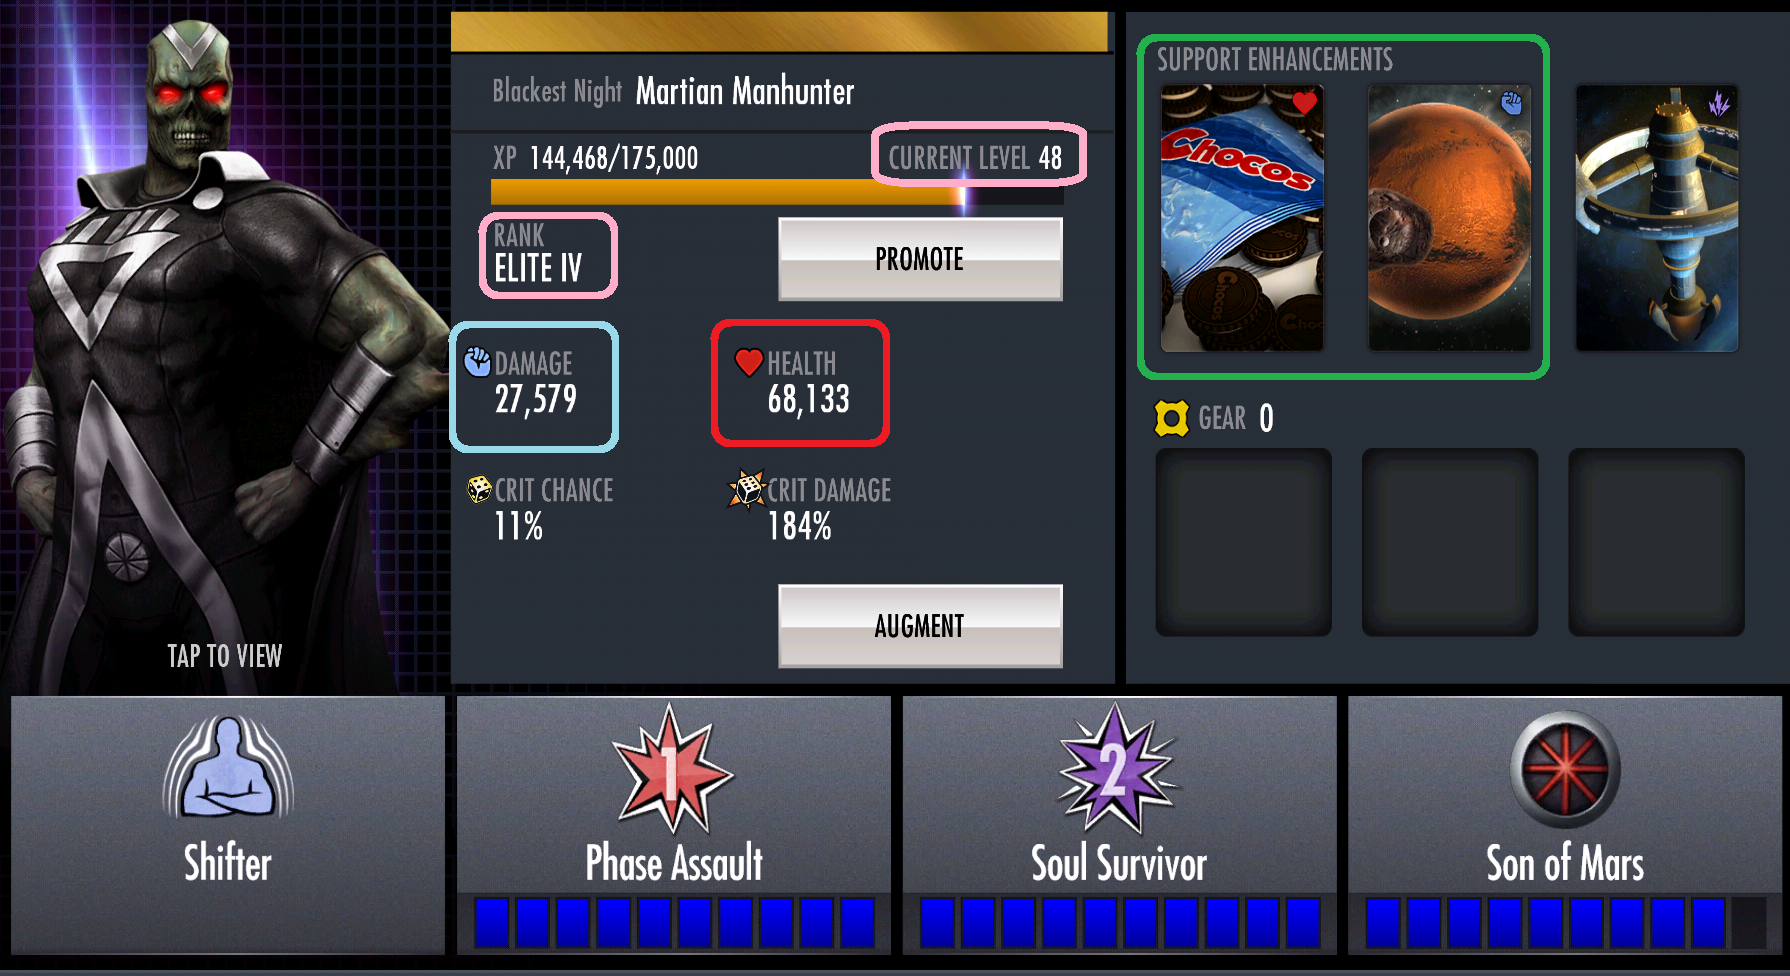 Blackest Night Martian Manhunter
XP 144,468/175,000
CURRENT LEVEL 48
RANK
ELITE IV
PROMOTE
DAMAGE
27,579
HEALTH
68,133
CRIT CHANCE
11%
CRIT DAMAGE
184%
AUGMENT
TAP TO VIEW
SUPPORT ENHANCEMENTS
Chocos
Chocos
Choc
GEAR 0
Shifter
1
Phase Assault
2
Soul Survivor
Son of Mars